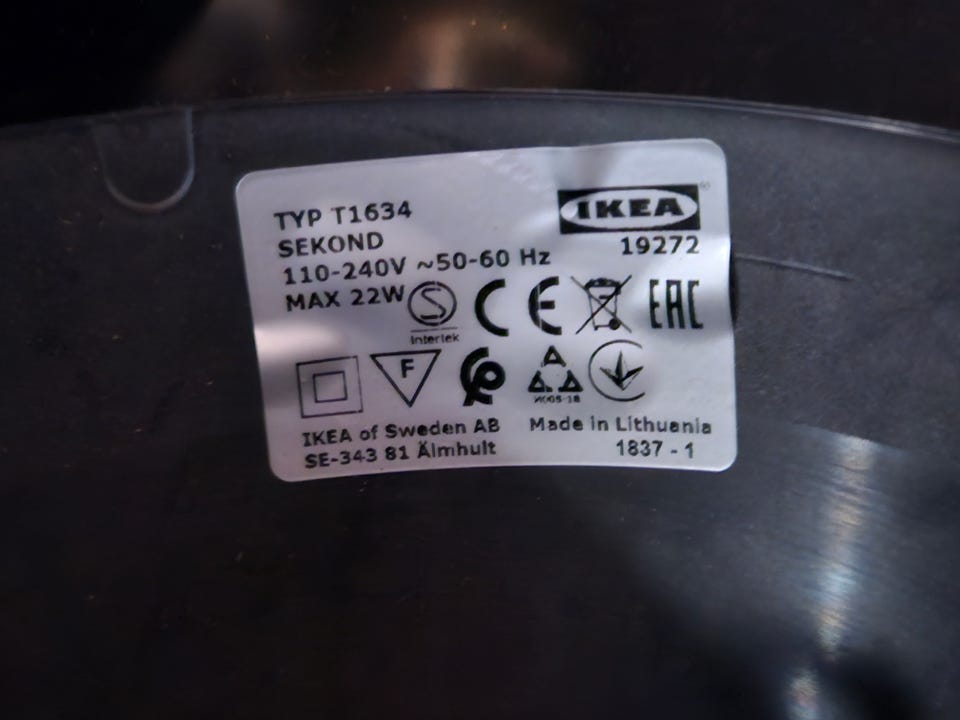 TYP T1634
SEKOND
110-240V ~50-60 Hz
MAX 22W
IKEA®
19272
S
Intertek
CE
EAC
F
IKEA of Sweden AB
SE-343 81 Älmhult
Made in Lithuania
1837 - 1